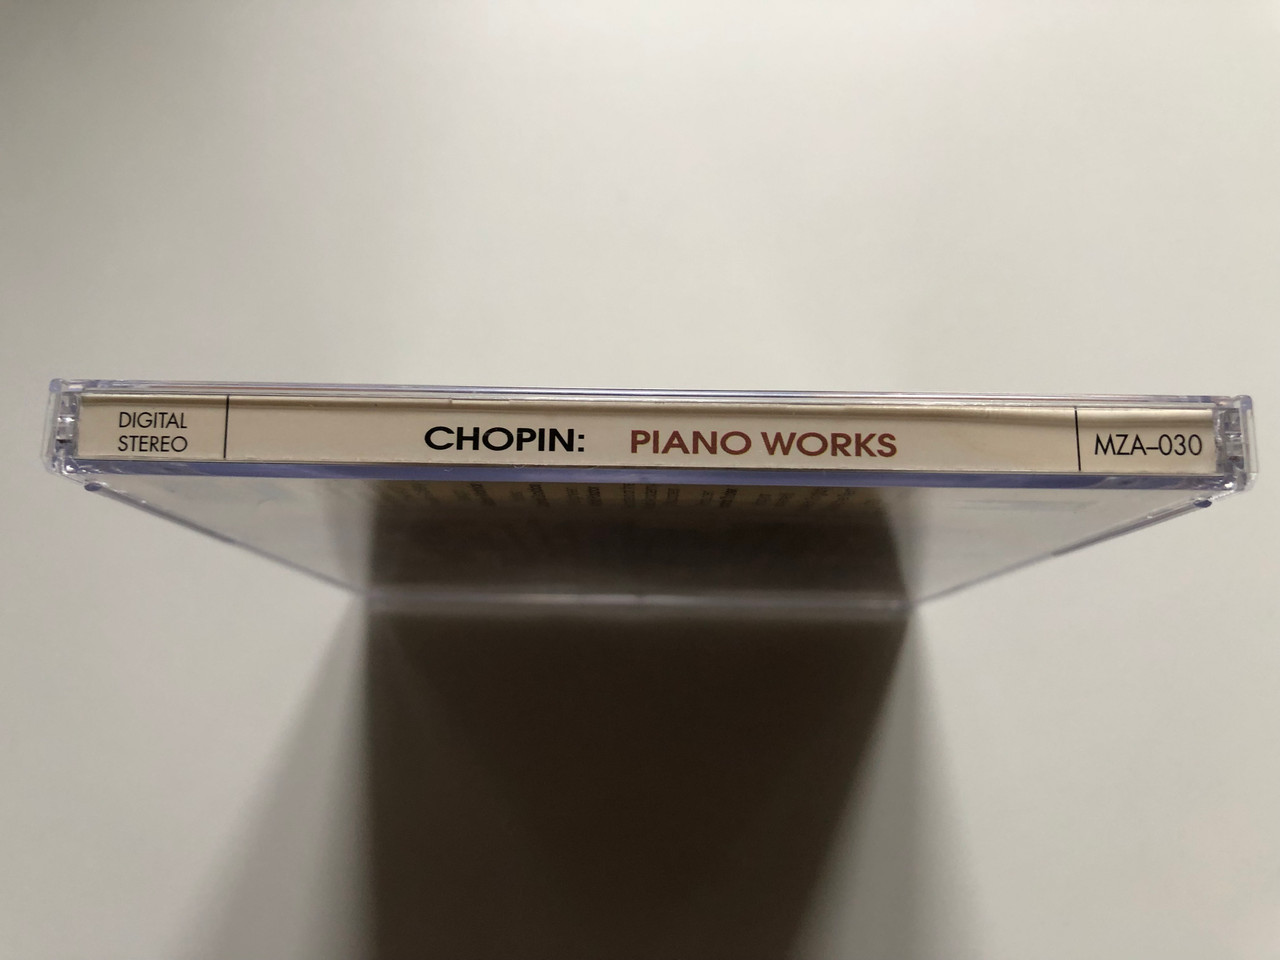 DIGITAL
STEREO
CHOPIN: PIANO WORKS
MZA–030